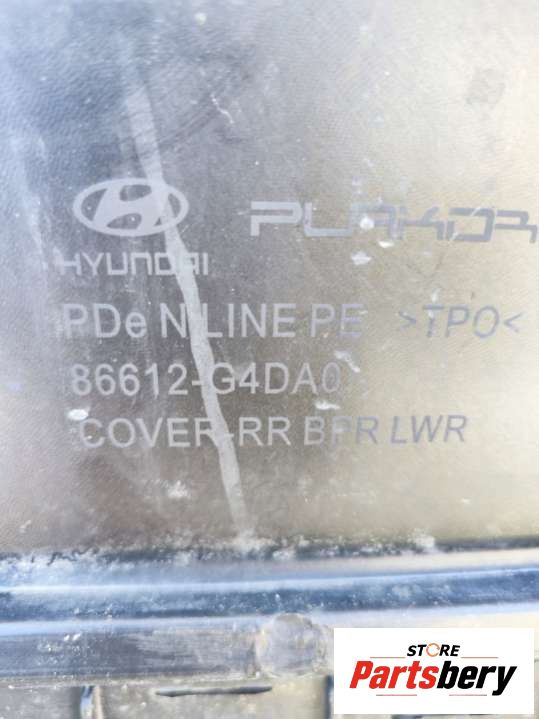 PLAKOR
HYUNDAI
PDe N LINE PE >TPO<
86612-G4DA0
COVER-RR BPR LWR
STORE
Partsbery